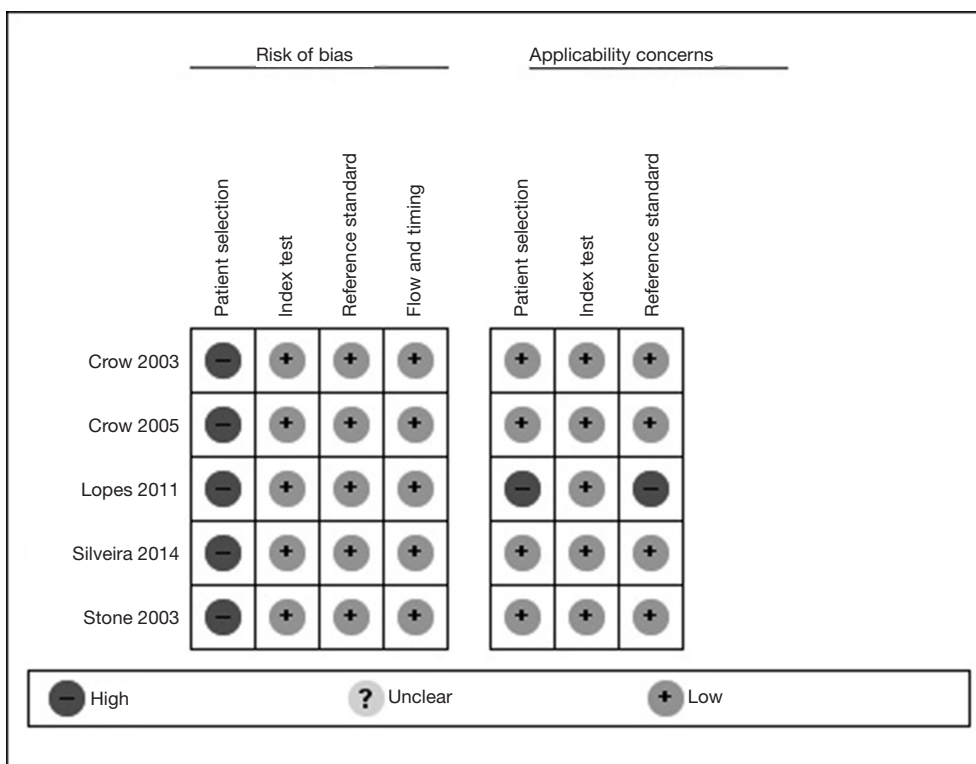 Risk of bias
Applicability concerns
Patient selection
Index test
Reference standard
Flow and timing
Patient selection
Index test
Reference standard
Crow 2003
− + + + + + +
Crow 2005
− + + + + + +
Lopes 2011
− + + + − + −
Silveira 2014
− + + + + + +
Stone 2003
− + + + + + +
− High
? Unclear
+ Low